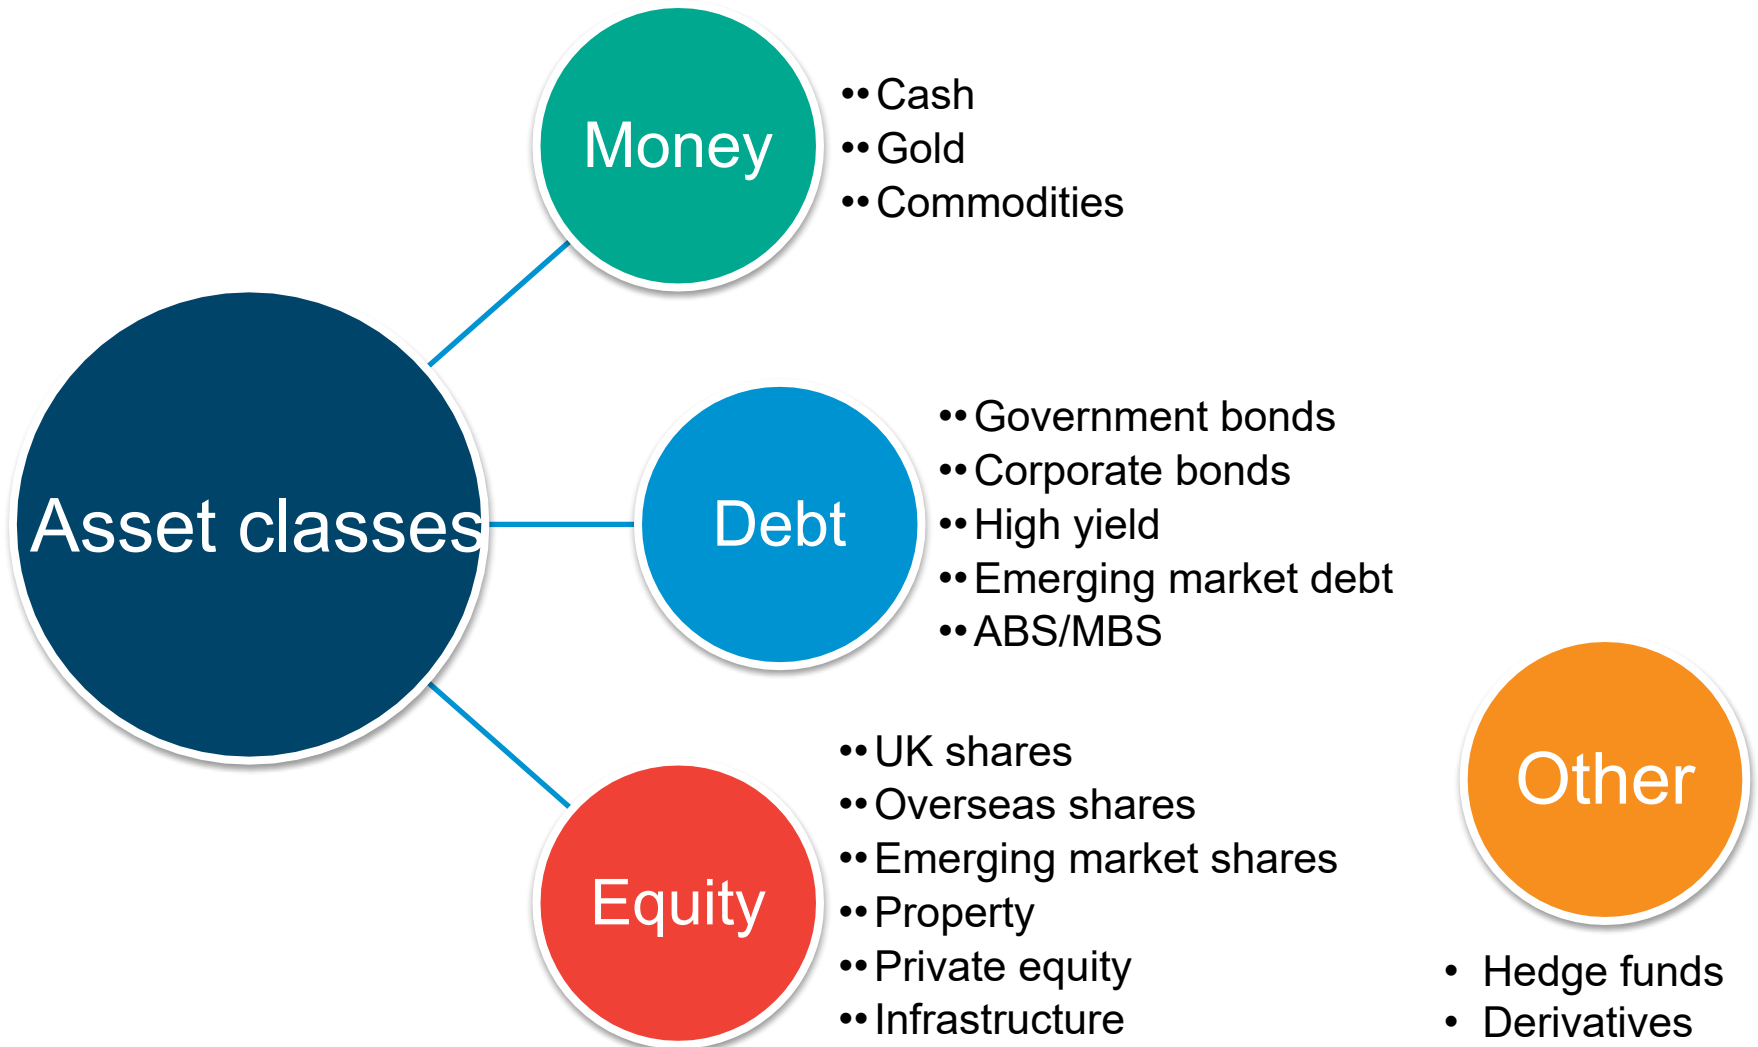 Money
•• Cash
•• Gold
•• Commodities
Asset classes
Debt
•• Government bonds
•• Corporate bonds
•• High yield
•• Emerging market debt
•• ABS/MBS
Equity
•• UK shares
•• Overseas shares
•• Emerging market shares
•• Property
•• Private equity
•• Infrastructure
Other
• Hedge funds
• Derivatives